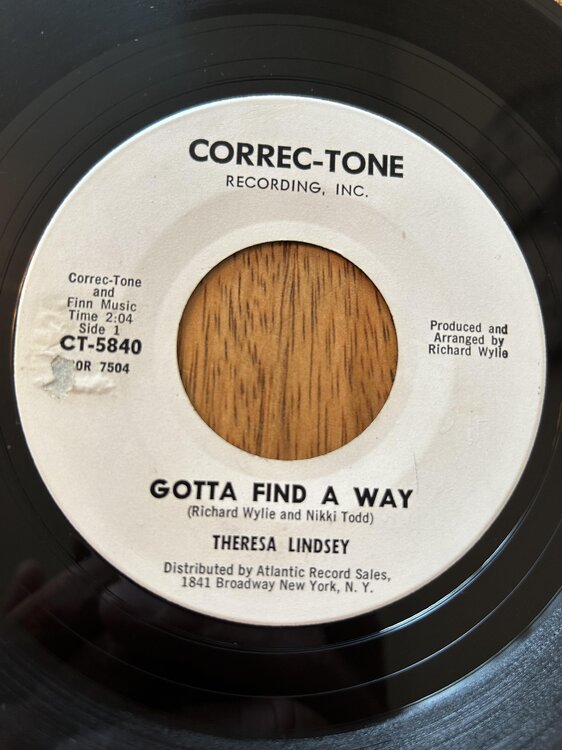 CORREC-TONE
RECORDING, INC.
Correc-Tone
and
Finn Music
Time 2:04
Side 1
CT-5840
7504
Produced and
Arranged by
Richard Wylie
GOTTA FIND A WAY
(Richard Wylie and Nikki Todd)
THERESA LINDSEY
Distributed by Atlantic Record Sales,
1841 Broadway New York, N. Y.